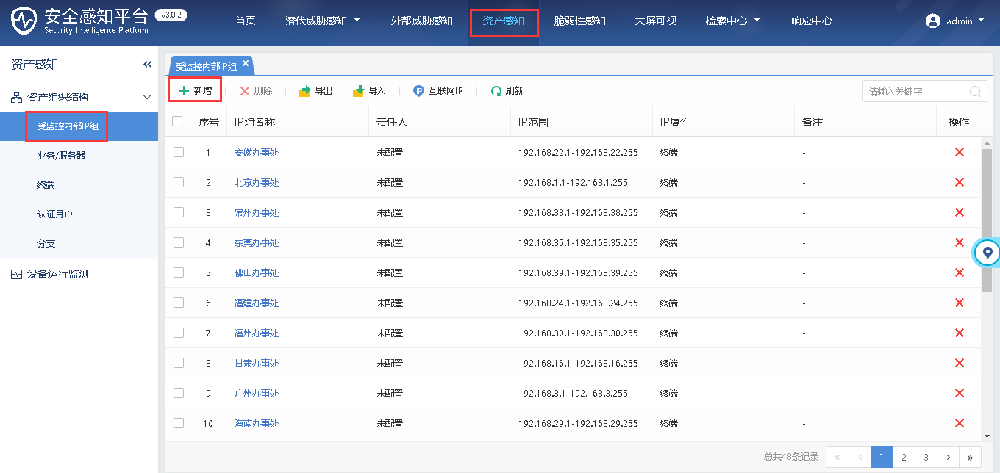 安全感知平台 V3.0.2
Security Intelligence Platform
首页 潜伏威胁感知 外部威胁感知 资产感知 脆弱性感知 大屏可视 检索中心 响应中心 admin
资产感知 «
资产组织结构
受监控内部IP组
业务/服务器
终端
认证用户
分支
设备运行监测
受监控内部IP组 ×
新增 删除 导出 导入 IP 互联网IP 刷新 请输入关键字
序号 IP组名称 责任人 IP范围 IP属性 备注 操作
1 安徽办事处 未配置 192.168.22.1-192.168.22.255 终端 -
2 北京办事处 未配置 192.168.1.1-192.168.1.255 终端 -
3 常州办事处 未配置 192.168.38.1-192.168.38.255 终端 -
4 东莞办事处 未配置 192.168.35.1-192.168.35.255 终端 -
5 佛山办事处 未配置 192.168.39.1-192.168.39.255 终端 -
6 福建办事处 未配置 192.168.24.1-192.168.24.255 终端 -
7 福州办事处 未配置 192.168.30.1-192.168.30.255 终端 -
8 甘肃办事处 未配置 192.168.16.1-192.168.16.255 终端 -
9 广州办事处 未配置 192.168.3.1-192.168.3.255 终端 -
10 海南办事处 未配置 192.168.29.1-192.168.29.255 终端 -
总共48条记录 « ‹ 1 2 3 › »